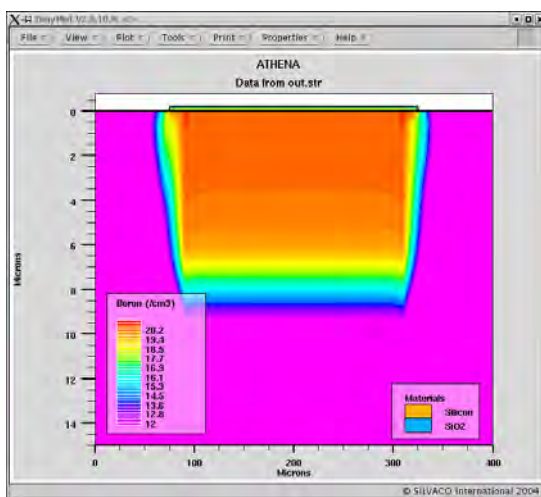 TonyPlot V2.8.10.R
File View Plot Tools Print Properties Help
ATHENA
Data from out.str
0
2
4
6
8
10
12
14
Microns
Boron (/cm3)
20.2
19.4
18.5
17.7
16.9
16.1
15.3
14.5
13.6
12.8
12
Materials
Silicon
SiO2
0 100 200 300 400
Microns
© SILVACO International 2004